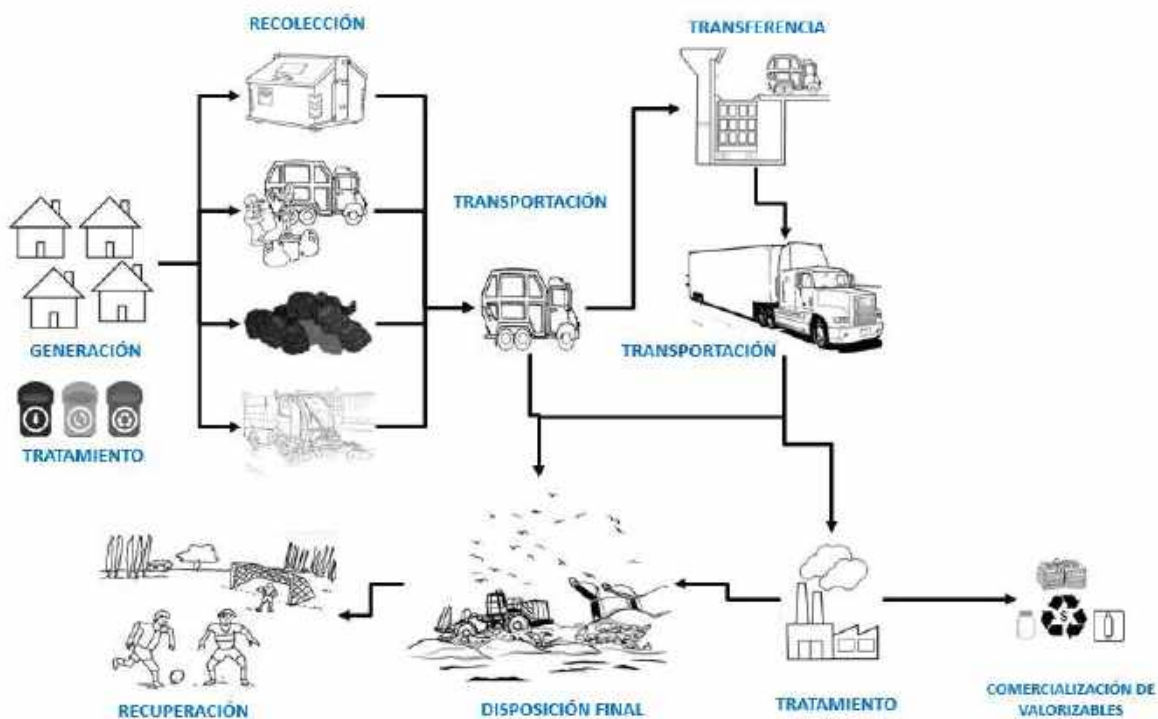 RECOLECCIÓN
TRANSFERENCIA
TRANSPORTACIÓN
GENERACIÓN
TRANSPORTACIÓN
TRATAMIENTO
RECUPERACIÓN
DISPOSICIÓN FINAL
TRATAMIENTO
COMERCIALIZACIÓN DE
VALORIZABLES
$